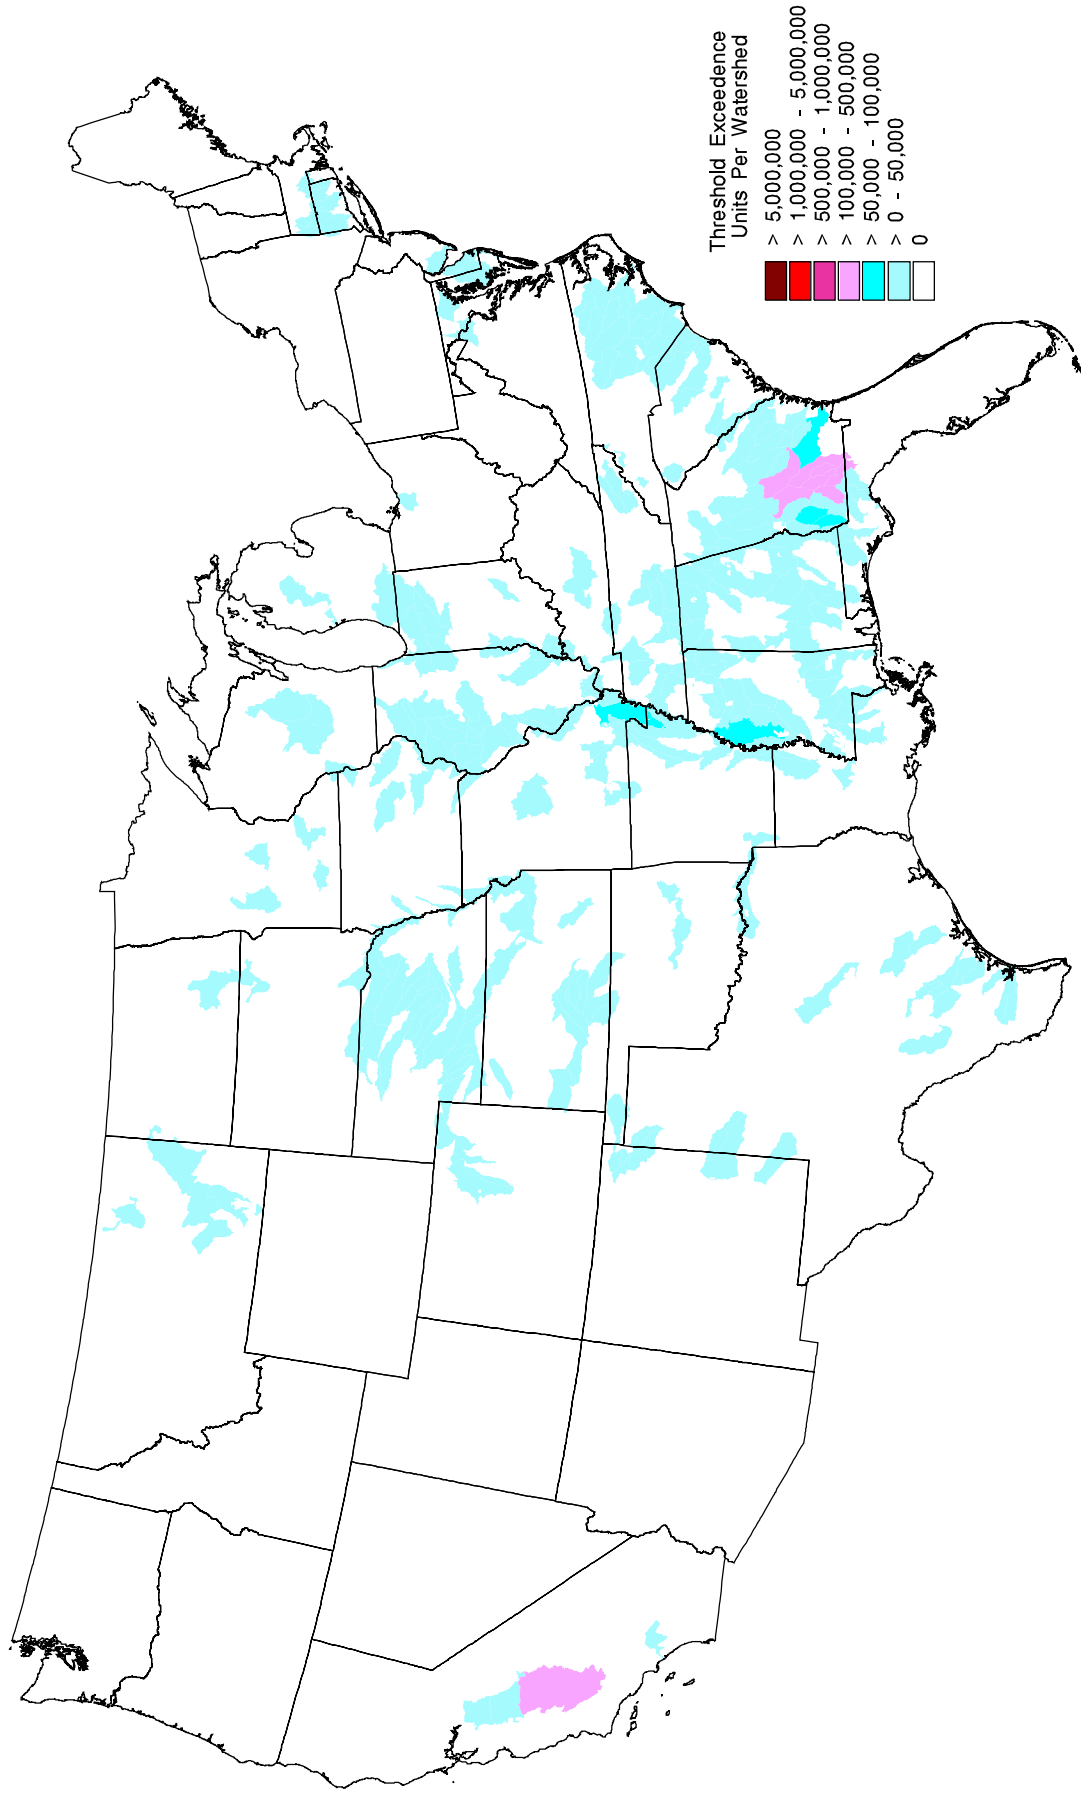 Threshold Exceedence
Units Per Watershed
> 5,000,000
> 1,000,000 - 5,000,000
> 500,000 - 1,000,000
> 100,000 - 500,000
> 50,000 - 100,000
> 0 - 50,000
0